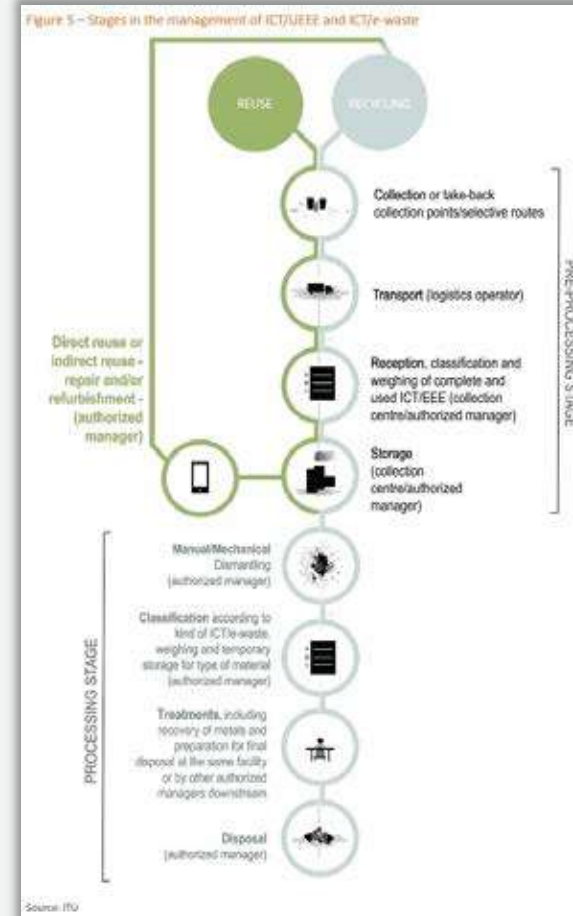 Figure 5 – Stages in the management of ICT/UEEE and ICT/e-waste
REUSE
RECYCLING
Collection or take-back
collection points/selective routes
Transport (logistics operator)
Reception, classification and
weighing of complete and
used ICT/EEE (collection
centre/authorized manager)
Storage
(collection
centre/authorized
manager)
PRE-PROCESSING STAGE
Direct reuse or
indirect reuse -
repair and/or
refurbishment -
(authorized
manager)
PROCESSING STAGE
Manual/Mechanical
Dismantling
(authorized manager)
Classification according to
kind of ICT/e-waste,
weighing and temporary
storage for type of material
(authorized manager)
Treatments, including
recovery of metals and
preparation for final
disposal at the same facility
or by other authorized
managers downstream
Disposal
(authorized manager)
Source: ITU